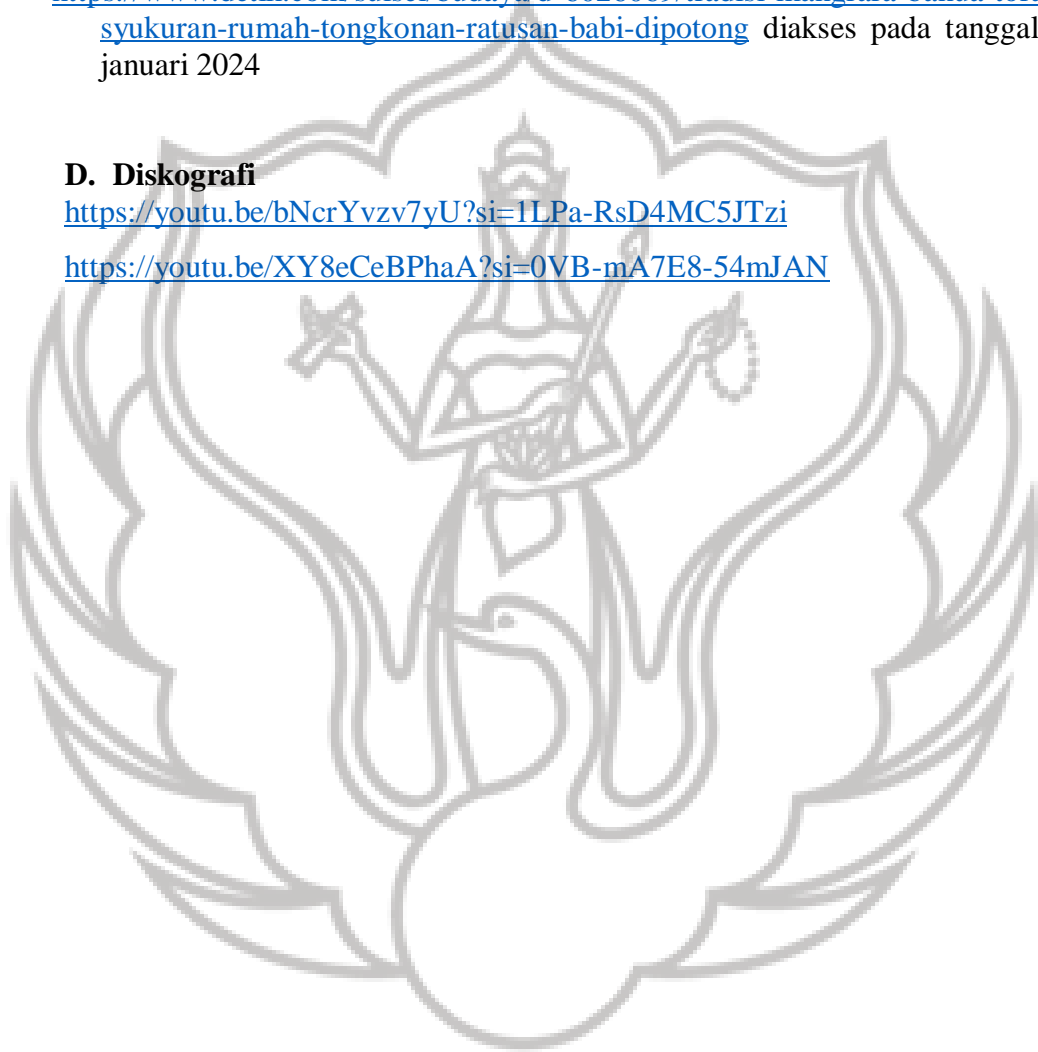 syukuran-rumah-tongkonan-ratusan-babi-dipotong diakses pada tanggal
januari 2024
D. Diskografi
https://youtu.be/bNcrYvzv7yU?si=1LPa-RsD4MC5JTzi
https://youtu.be/XY8eCeBPhaA?si=0VB-mA7E8-54mJAN